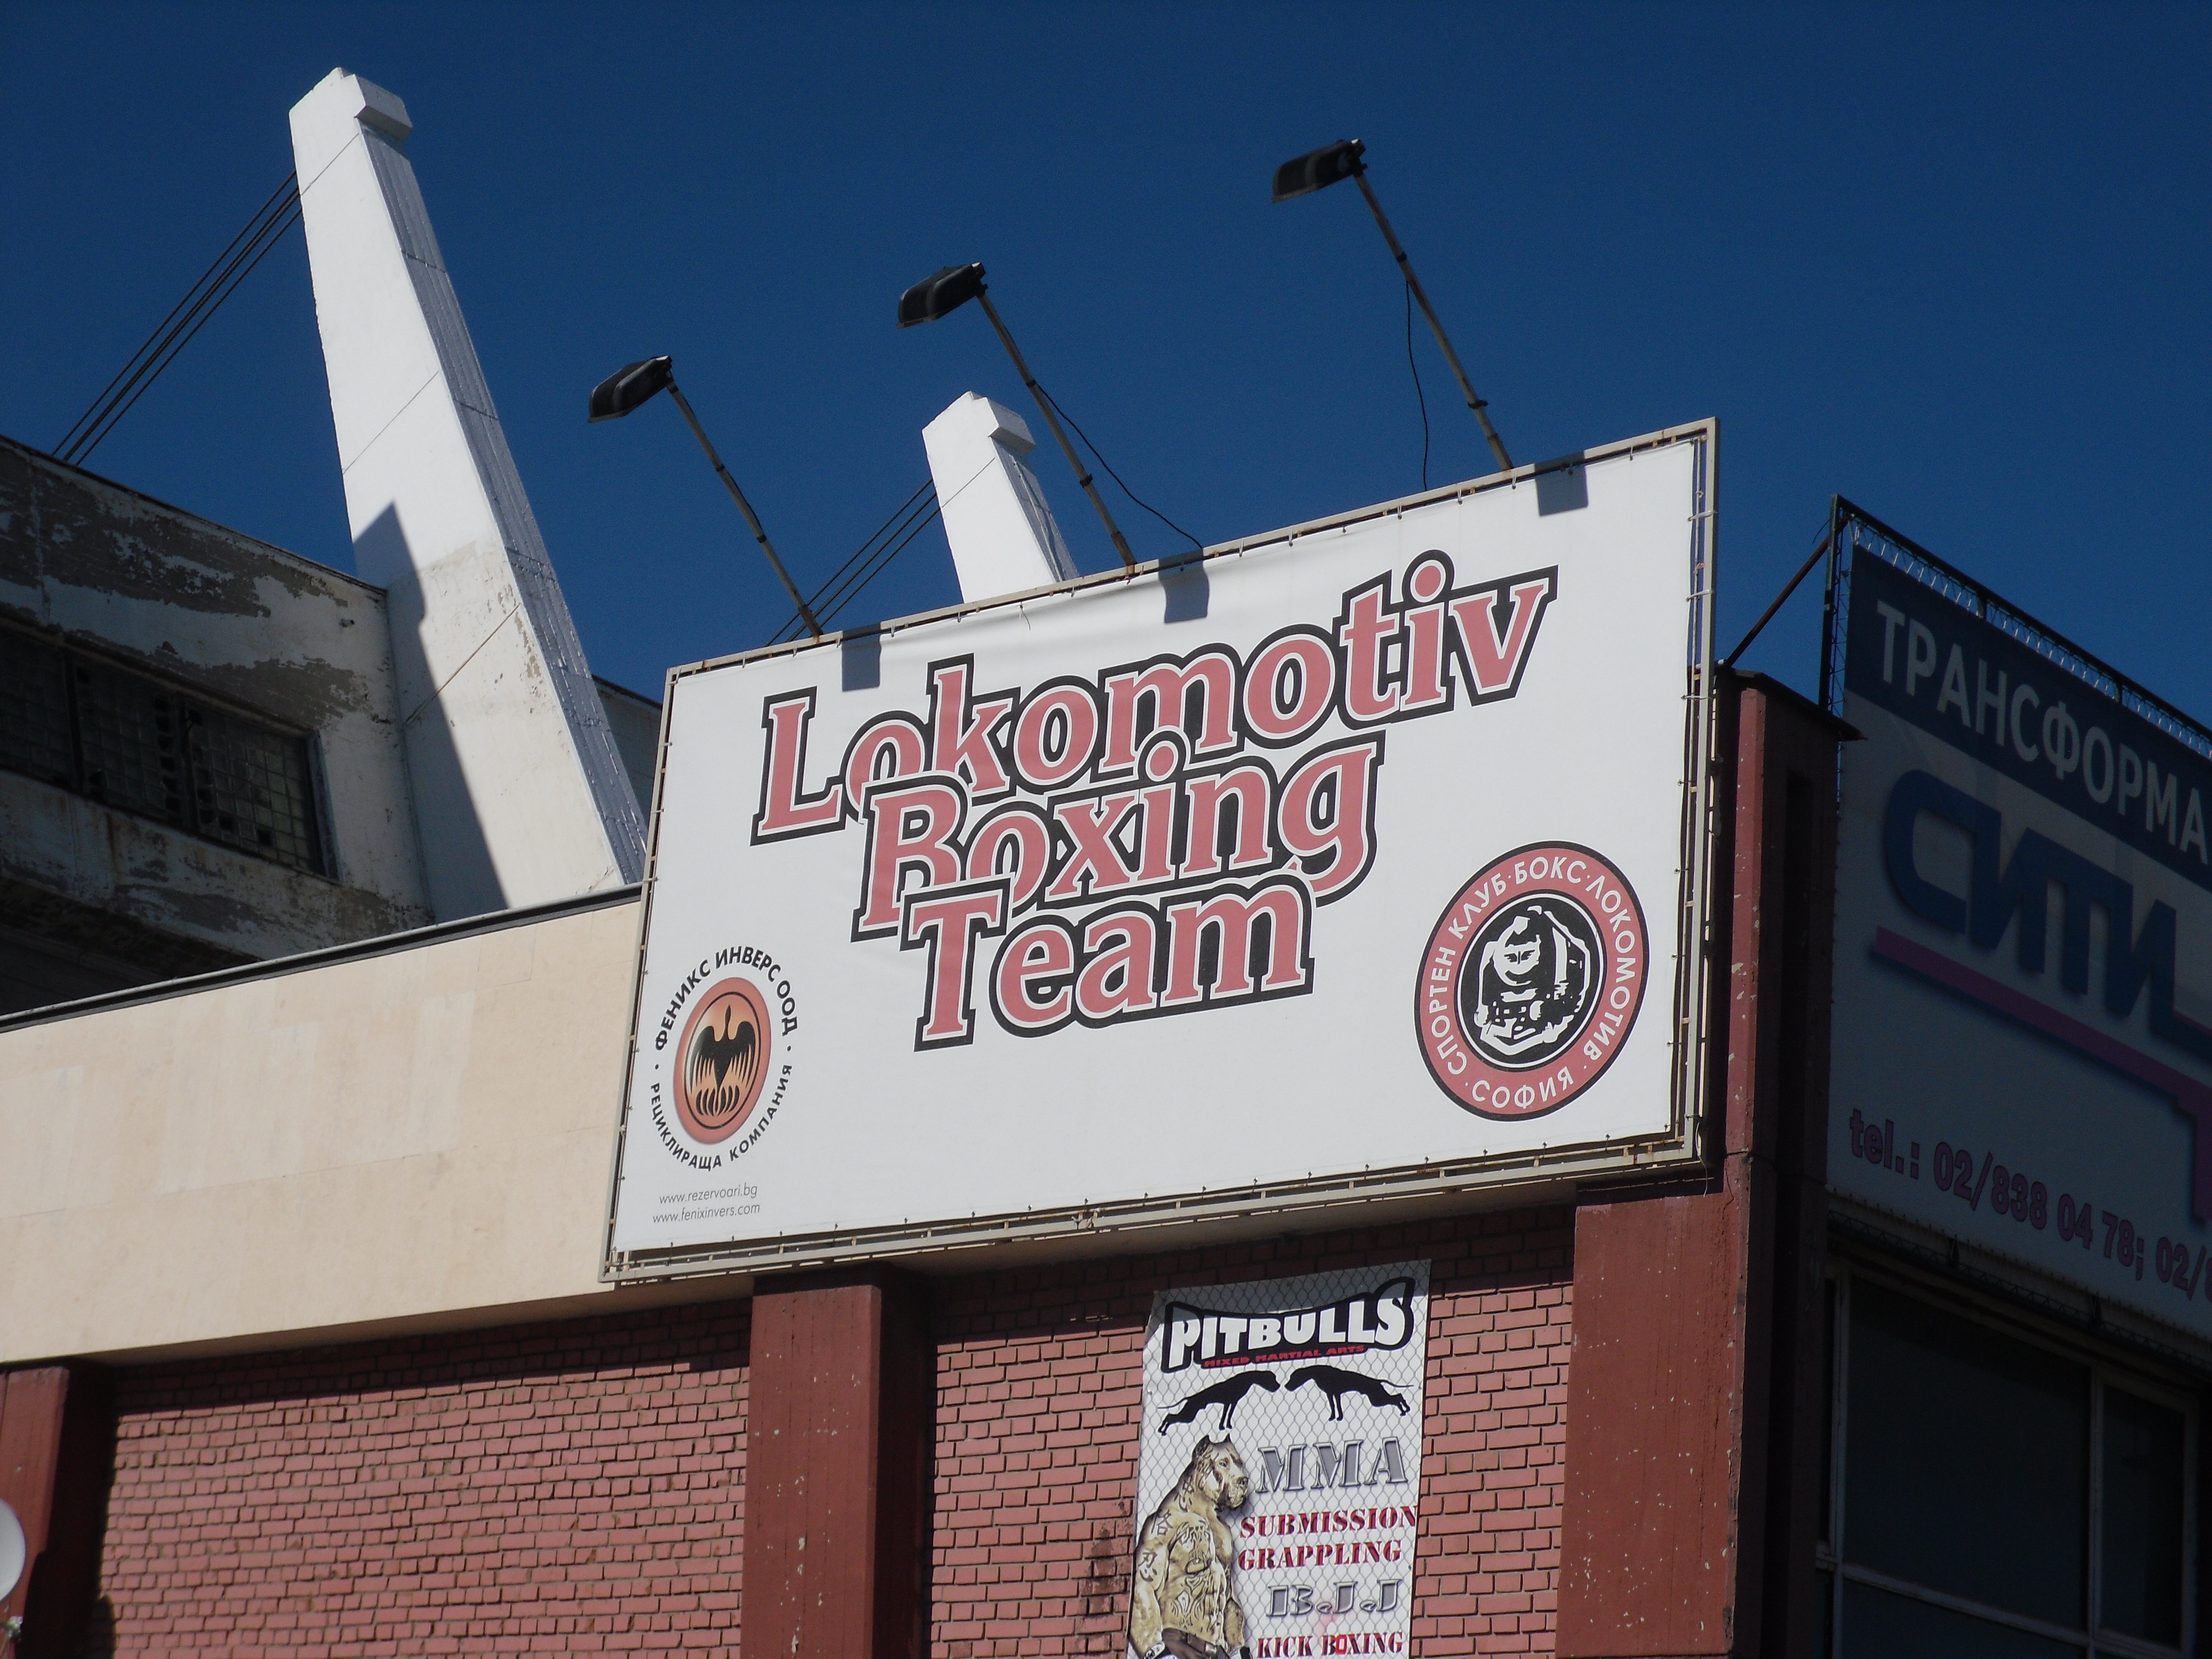 Lokomotiv
Boxing
Team
ФЕНИКС ИНВЕРС ООД
РЕЦИКЛИРАЩА КОМПАНИЯ
www.rezervoari.bg
www.fenixinvers.com
СПОРТЕН КЛУБ·БОКС·ЛОКОМОТИВ·
·СОФИЯ·
ТРАНСФОРМА
СИТИ
tel.: 02/838 04 78; 02/
PITBULLS
MIXED MARTIAL ARTS
MMA
SUBMISSION
GRAPPLING
B.J.J
KICK BOXING